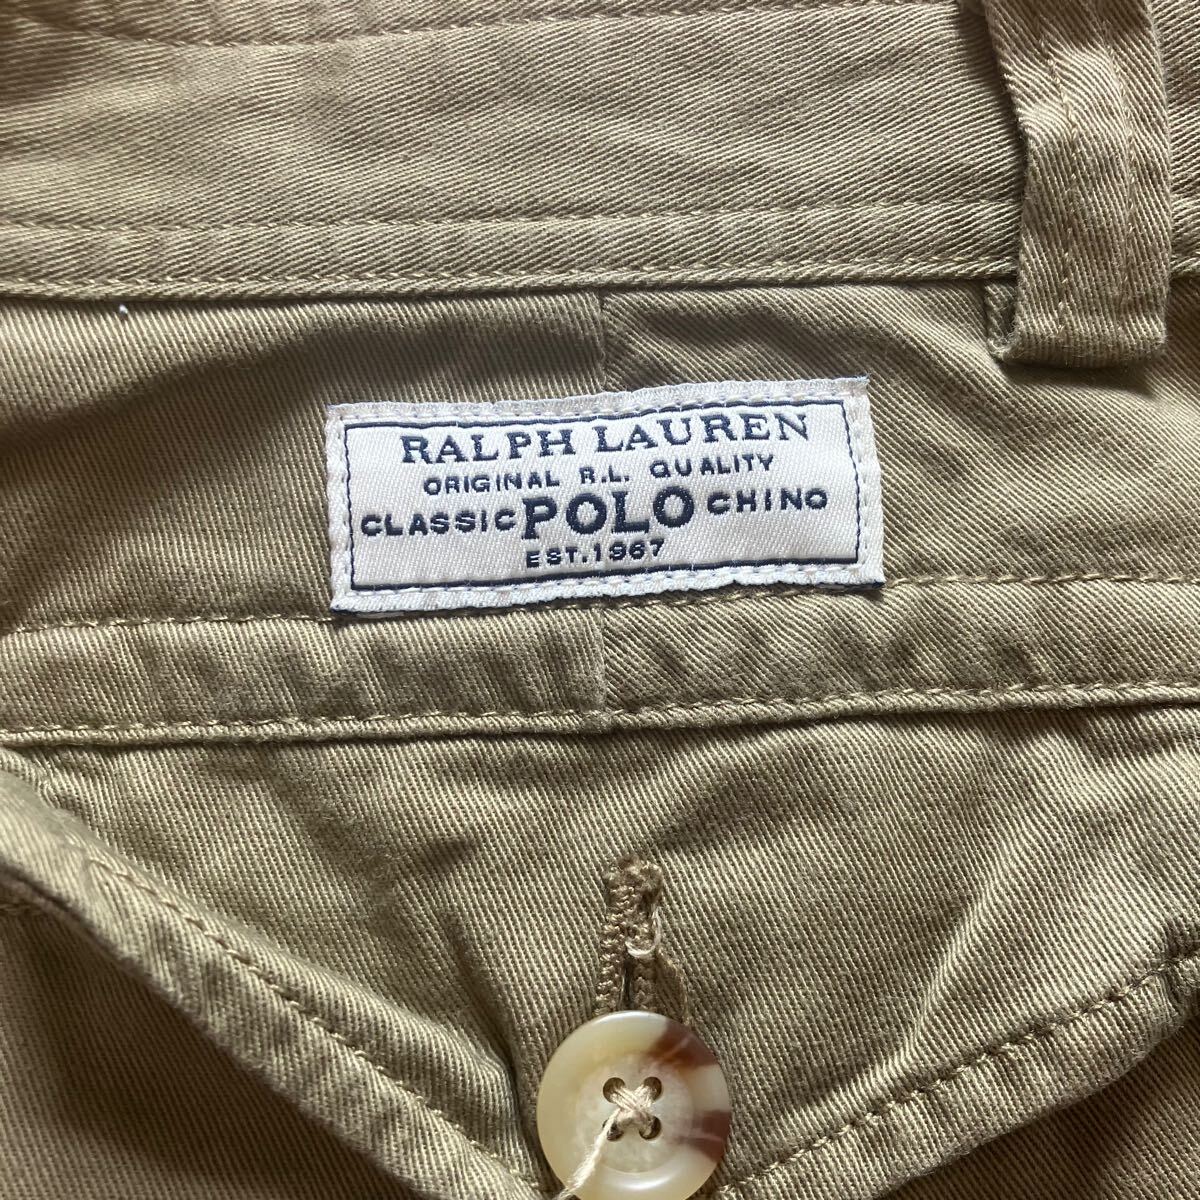 RALPH LAUREN
ORIGINAL R.L. QUALITY
CLASSIC POLO CHINO
EST.1967